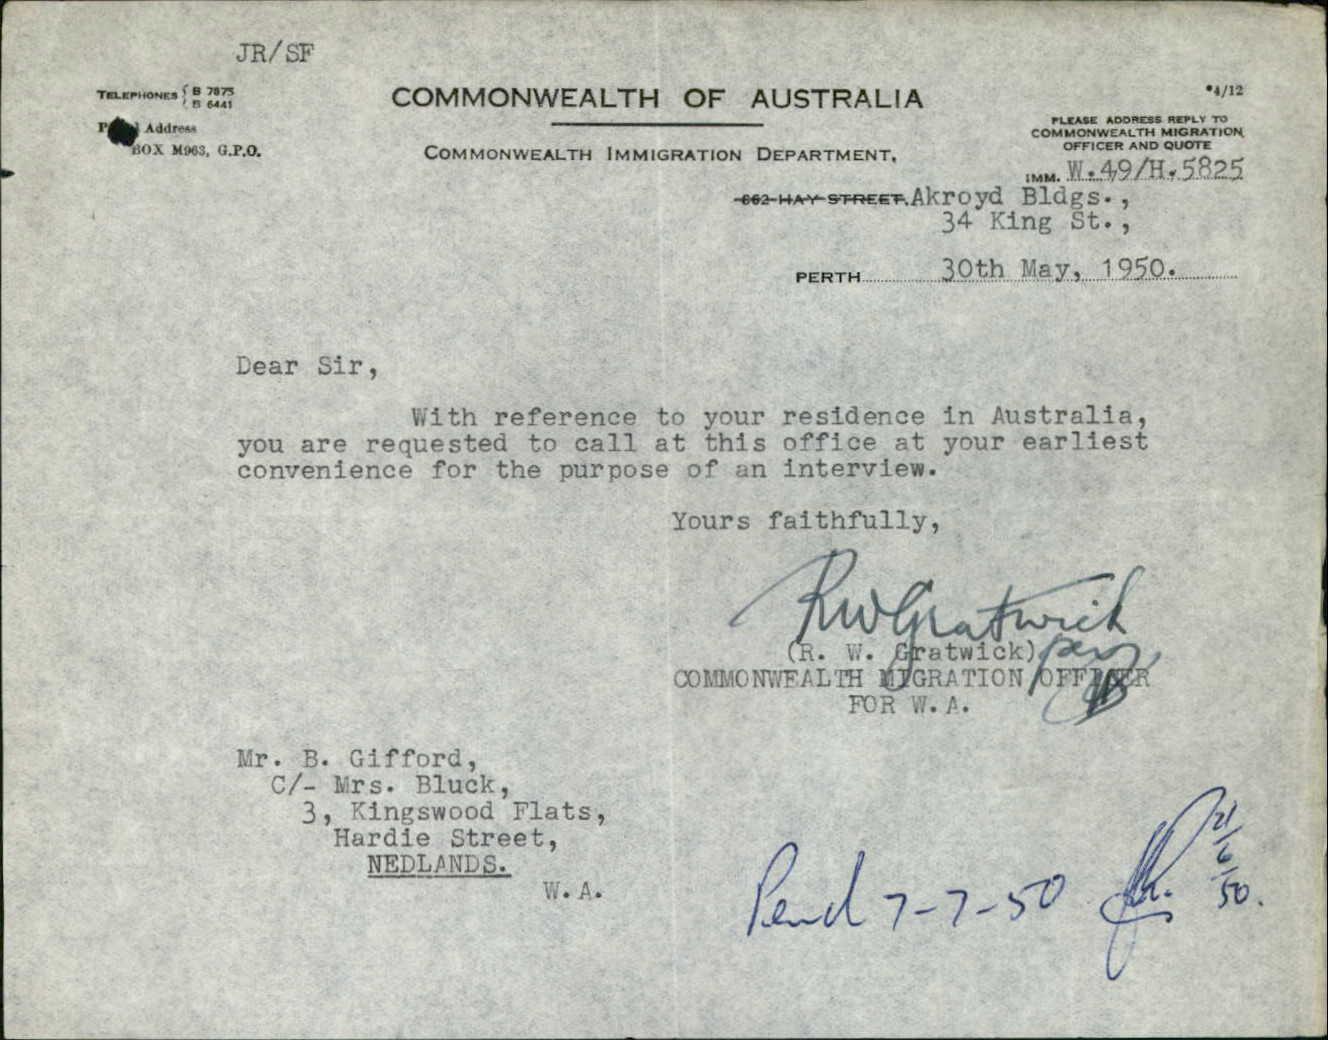 JR/SF
TELEPHONES { B 7875
B 6441
Address
BOX M963, G.P.O.
COMMONWEALTH OF AUSTRALIA
COMMONWEALTH IMMIGRATION DEPARTMENT,
*4/12
PLEASE ADDRESS REPLY TO
COMMONWEALTH MIGRATION
OFFICER AND QUOTE
IMM. W.49/H.5825
662 HAY STREET, Akroyd Bldgs.,
34 King St.,
PERTH 30th May, 1950.
Dear Sir,
With reference to your residence in Australia,
you are requested to call at this office at your earliest
convenience for the purpose of an interview.
Yours faithfully,
RWGratwick
(R. W. Gratwick) per
COMMONWEALTH MIGRATION OFFICER
FOR W.A.
Mr. B. Gifford,
C/- Mrs. Bluck,
3, Kingswood Flats,
Hardie Street,
NEDLANDS.
W.A.
Pend 7-7-50
21/6/50.